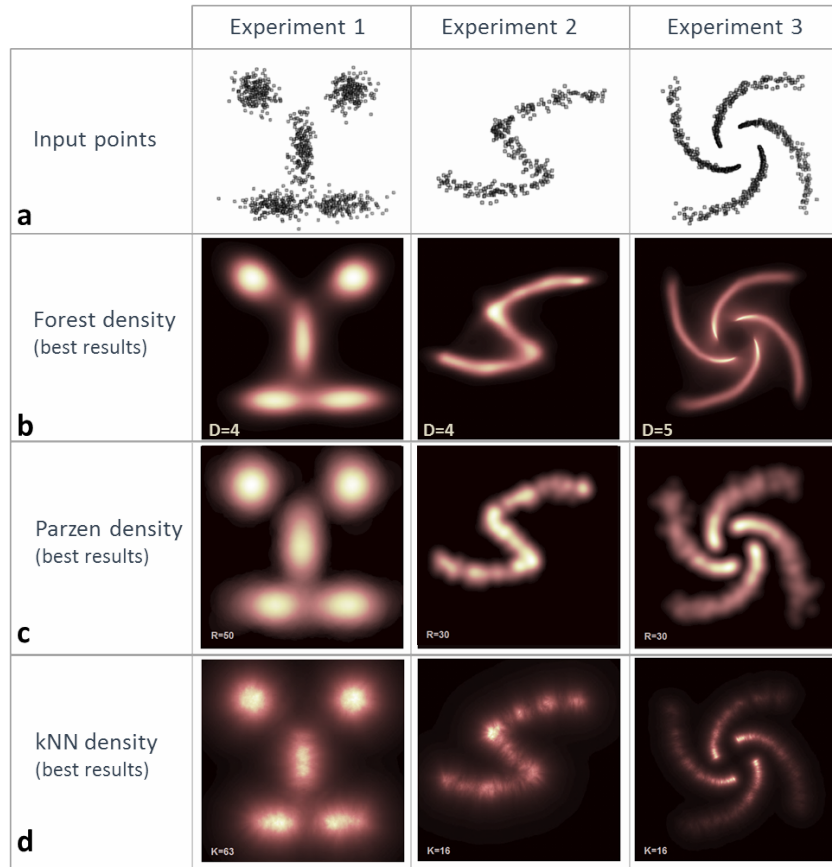 Experiment 1
Experiment 2
Experiment 3
Input points
a
Forest density
(best results)
b
D=4
D=4
D=5
Parzen density
(best results)
c
R=50
R=30
R=30
kNN density
(best results)
d
K=63
K=16
K=16